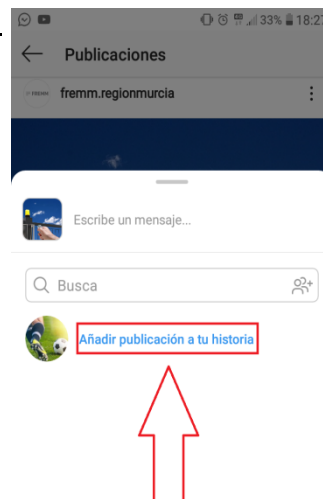 33% 18:27
Publicaciones
fremm.regionmurcia
Escribe un mensaje...
Busca
Añadir publicación a tu historia